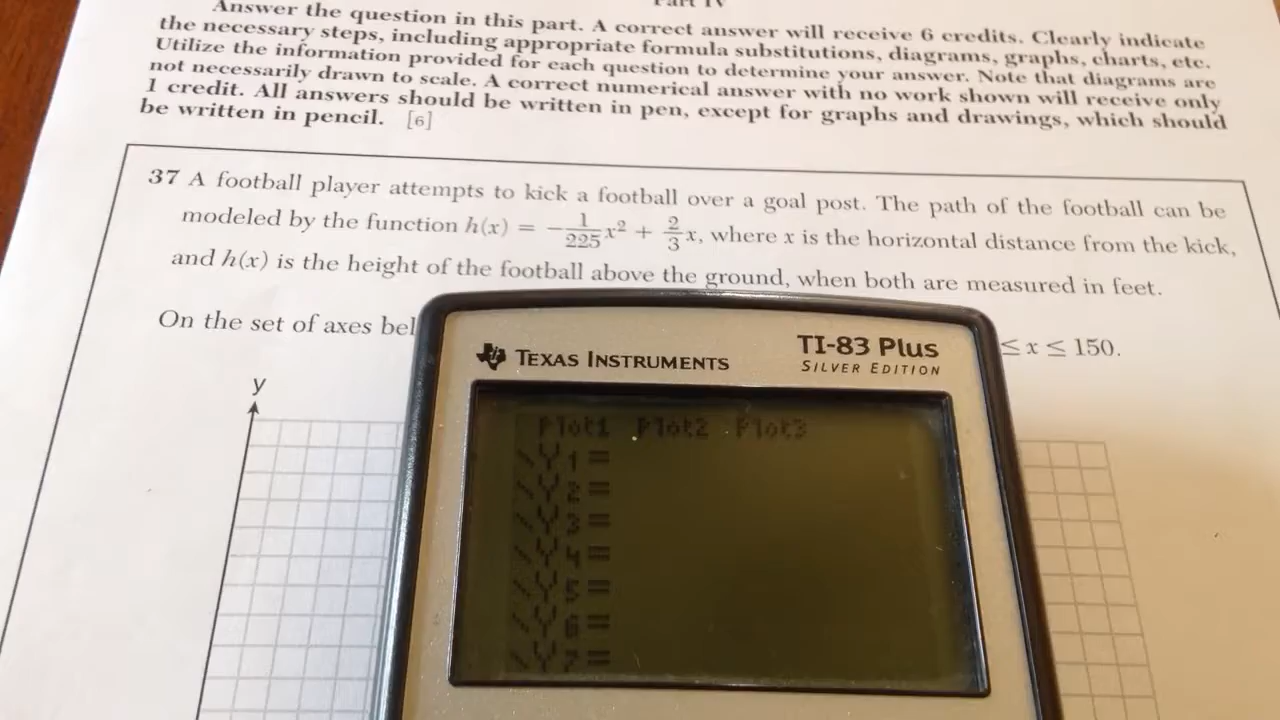 Part IV
Answer the question in this part. A correct answer will receive 6 credits. Clearly indicate
the necessary steps, including appropriate formula substitutions, diagrams, graphs, charts, etc.
Utilize the information provided for each question to determine your answer. Note that diagrams are
not necessarily drawn to scale. A correct numerical answer with no work shown will receive only
1 credit. All answers should be written in pen, except for graphs and drawings, which should
be written in pencil. [6]
37 A football player attempts to kick a football over a goal post. The path of the football can be
modeled by the function h(x) = −1/225 x² + 2/3 x, where x is the horizontal distance from the kick,
and h(x) is the height of the football above the ground, when both are measured in feet.
On the set of axes
≤ x ≤ 150.
y
TEXAS INSTRUMENTS
TI-83 Plus
SILVER EDITION
Plot1 Plot2 Plot3
\Y1=
\Y2=
\Y3=
\Y4=
\Y5=
\Y6=
\Y7=